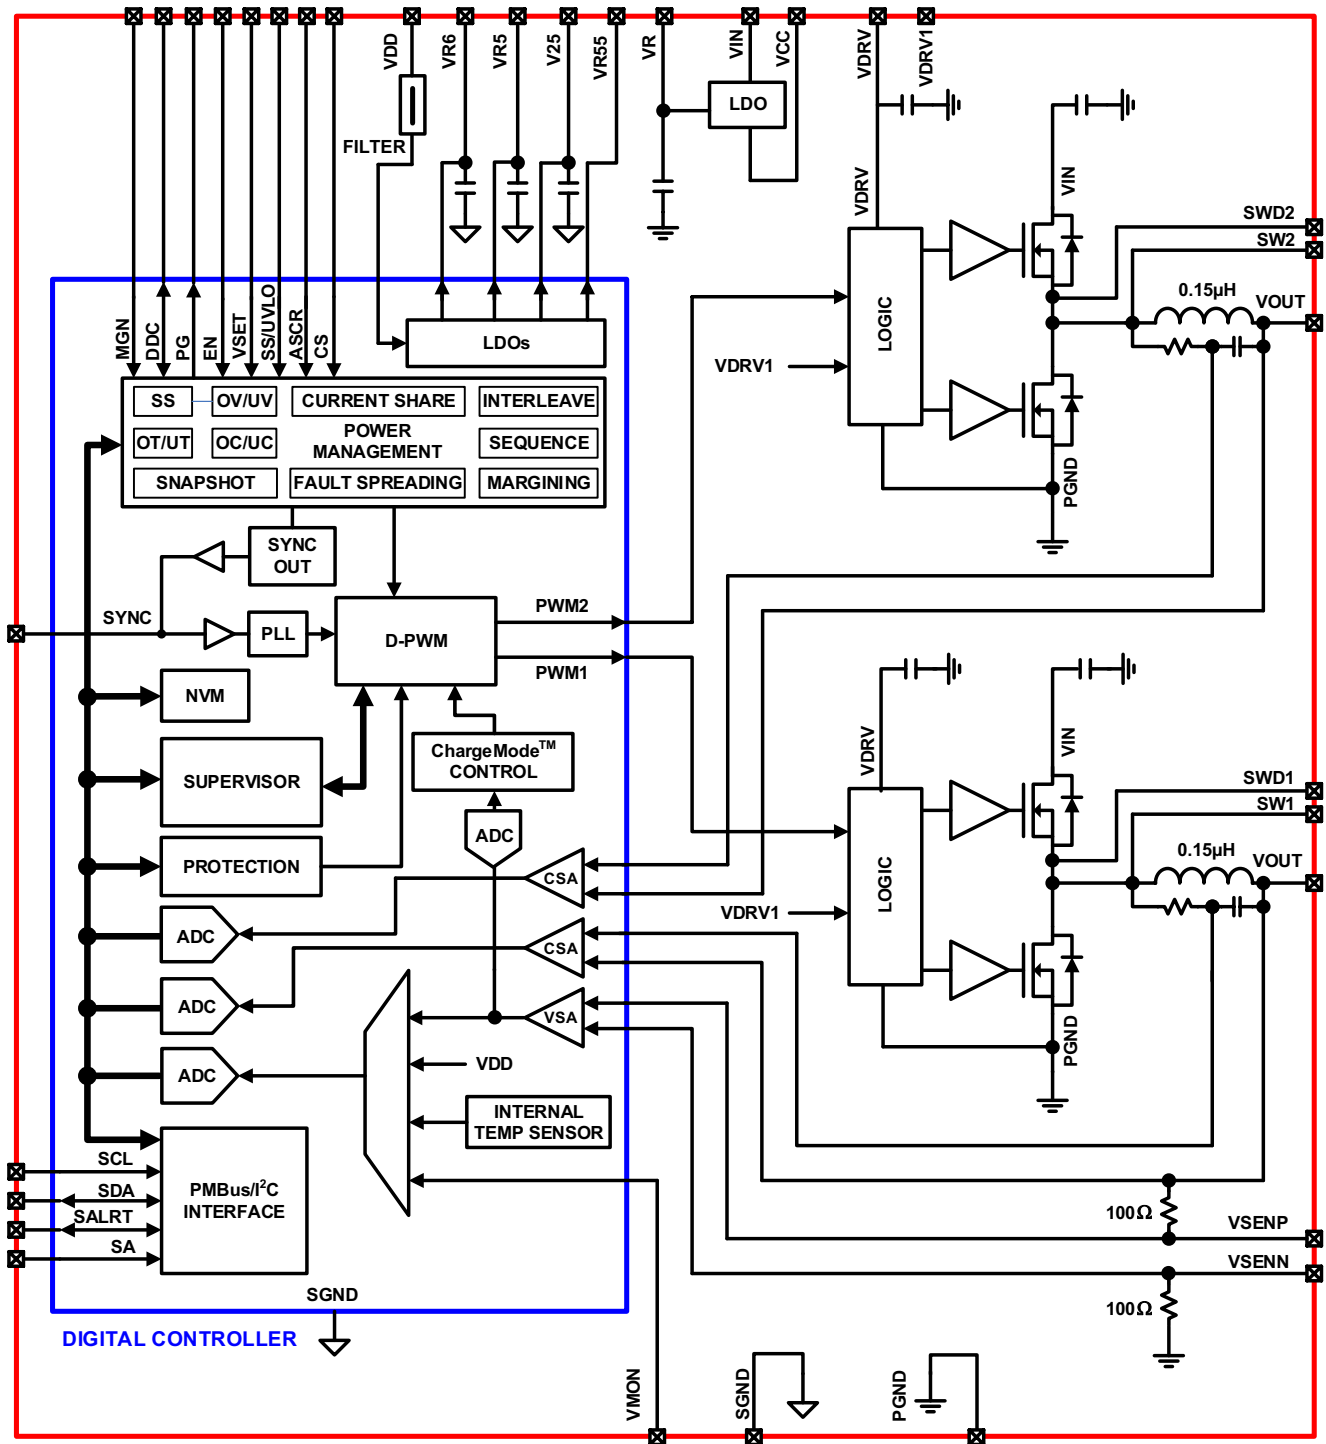 VDD
VR6
VR5
V25
VR55
VR
VIN
VCC
VDRV
VDRV1
LDO
FILTER
VDRV
VIN
SWD2
SW2
0.15µH
VOUT
MGN
DDC
PG
EN
VSET
SS/UVLO
ASCR
CS
LDOs
LOGIC
VDRV1
SS
OV/UV
CURRENT SHARE
INTERLEAVE
OT/UT
OC/UC
POWER
MANAGEMENT
SEQUENCE
SNAPSHOT
FAULT SPREADING
MARGINING
PGND
SYNC
OUT
SYNC
PLL
D-PWM
PWM2
PWM1
NVM
ChargeMode™
CONTROL
SUPERVISOR
VDRV
VIN
SWD1
SW1
0.15µH
VOUT
ADC
PROTECTION
CSA
LOGIC
VDRV1
ADC
CSA
ADC
VSA
PGND
VDD
ADC
INTERNAL
TEMP SENSOR
SCL
SDA
SALRT
SA
PMBus/I²C
INTERFACE
100Ω
VSENP
VSENN
100Ω
SGND
DIGITAL CONTROLLER
VMON
SGND
PGND